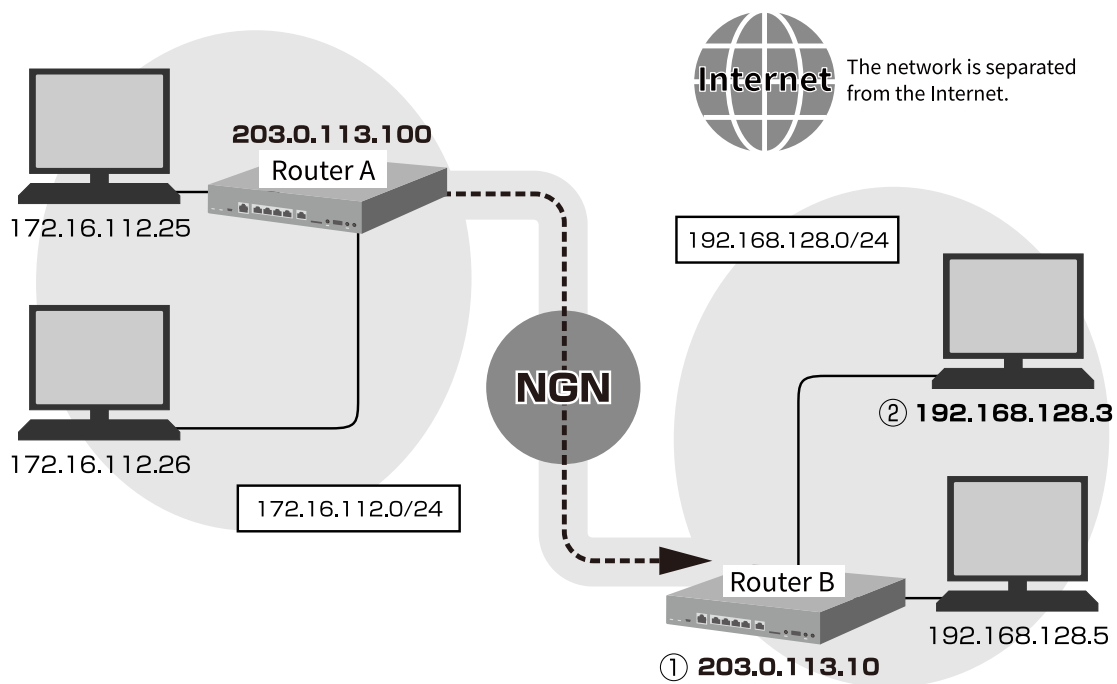 Internet
The network is separated
from the Internet.
203.0.113.100
Router A
172.16.112.25
192.168.128.0/24
NGN
② 192.168.128.3
172.16.112.26
172.16.112.0/24
Router B
192.168.128.5
① 203.0.113.10